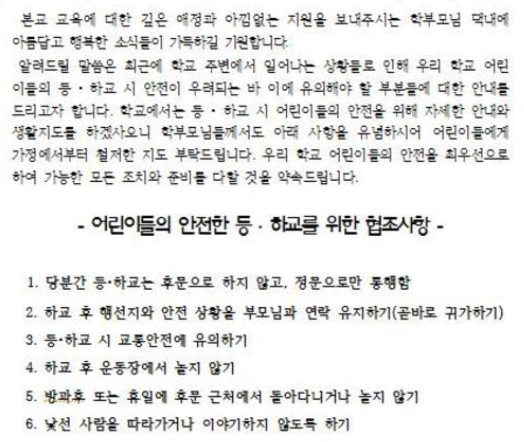 본교 교육에 대한 깊은 애정과 아낌없는 지원을 보내주시는 학부모님 댁내에
아름답고 행복한 소식들이 가득하길 기원합니다.
알려드릴 말씀은 최근에 학교 주변에서 일어나는 상황들로 인해 우리 학교 어린
이들의 등·하교 시 안전이 우려되는 바 이에 유의해야 할 부분들에 대한 안내를
드리고자 합니다. 학교에서는 등·하교 시 어린이들의 안전을 위해 자세한 안내와
생활지도를 하겠사오니 학부모님들께서도 아래 사항을 유념하시어 어린이들에게
가정에서부터 철저한 지도 부탁드립니다. 우리 학교 어린이들의 안전을 최우선으로
하여 가능한 모든 조치와 준비를 다할 것을 약속드립니다.
- 어린이들의 안전한 등·하교를 위한 협조사항 -
1. 당분간 등·하교는 후문으로 하지 않고, 정문으로만 통행함
2. 하교 후 행선지와 안전 상황을 부모님과 연락 유지하기(곧바로 귀가하기)
3. 등·하교 시 교통안전에 유의하기
4. 하교 후 운동장에서 놀지 않기
5. 방과후 또는 휴일에 후문 근처에서 돌아다니거나 놀지 않기
6. 낯선 사람을 따라가거나 이야기하지 않도록 하기